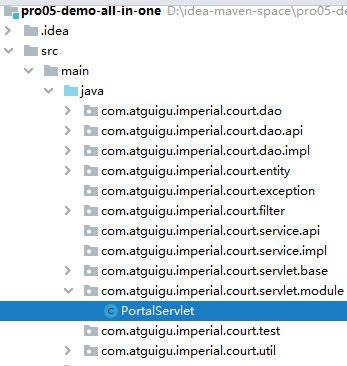 pro05-demo-all-in-one D:\idea-maven-space\pro05-d
.idea
src
main
java
com.atguigu.imperial.court.dao
com.atguigu.imperial.court.dao.api
com.atguigu.imperial.court.dao.impl
com.atguigu.imperial.court.entity
com.atguigu.imperial.court.exception
com.atguigu.imperial.court.filter
com.atguigu.imperial.court.service.api
com.atguigu.imperial.court.service.impl
com.atguigu.imperial.court.servlet.base
com.atguigu.imperial.court.servlet.module
C PortalServlet
com.atguigu.imperial.court.test
com.atguigu.imperial.court.util